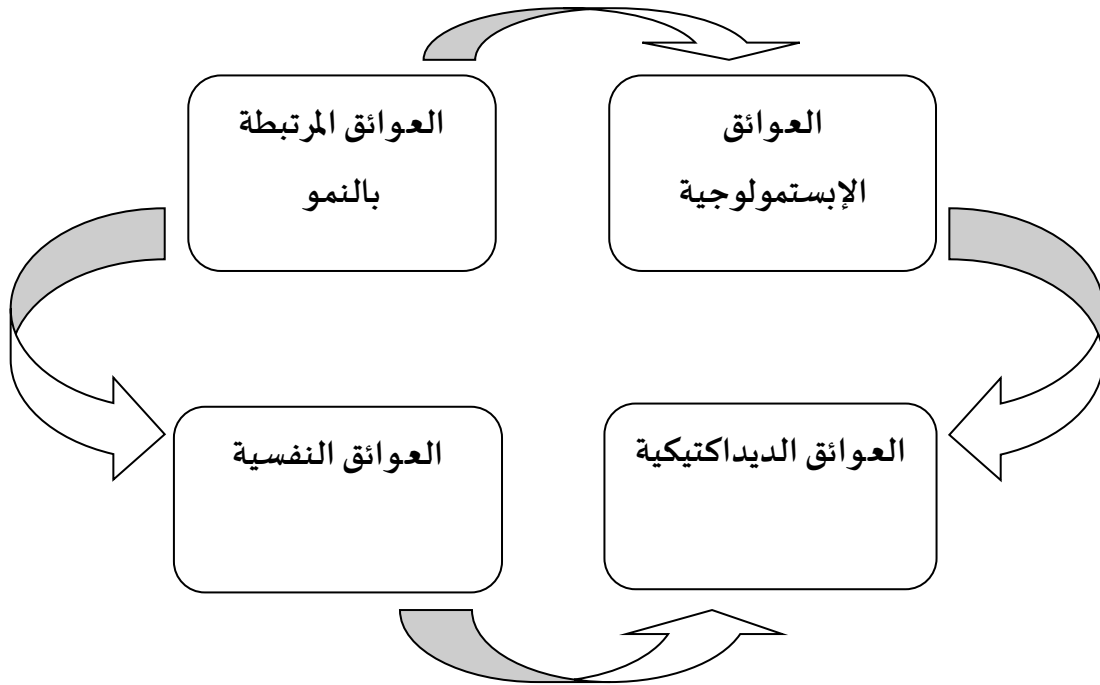 العوائق
الإبستمولوجية
العوائق المرتبطة
بالنمو
العوائق الديداكتيكية
العوائق النفسية